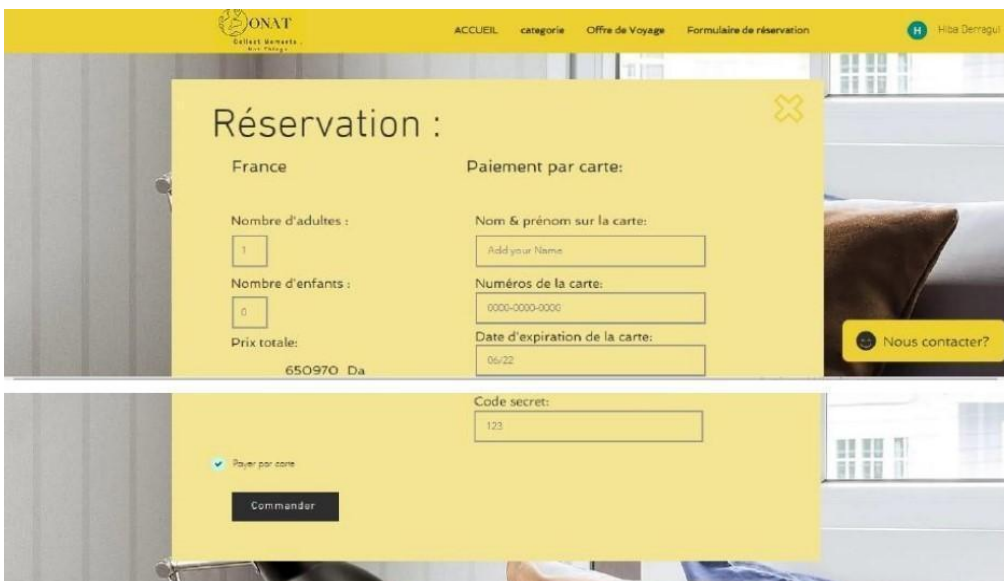 ONAT
Collect Moments .
Not Things
ACCUEIL categorie Offre de Voyage Formulaire de réservation
H Hiba Derragui
Réservation :
France
Paiement par carte:
Nombre d'adultes :
1
Nom & prénom sur la carte:
Add your Name
Nombre d'enfants :
0
Numéros de la carte:
0000-0000-0000
Prix totale:
650970 Da
Date d'expiration de la carte:
06/22
Nous contacter?
Code secret:
123
Payer par carte
Commander